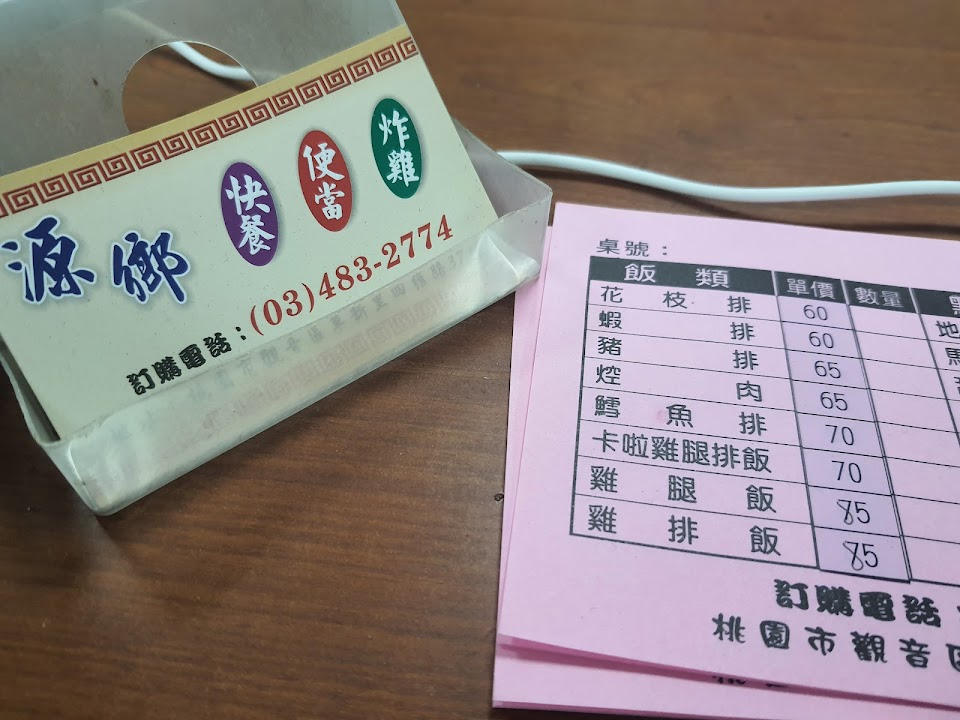 源鄉
快餐
便當
炸雞
訂購電話：(03)483-2774
桌號：
飯類 單價 數量
花枝排 60
蝦排 60
豬排 65
焢肉 65
鱈魚排 70
卡啦雞腿排飯 70
雞腿飯 85
雞排飯 85
地
馬
訂購電話
桃園市觀音區